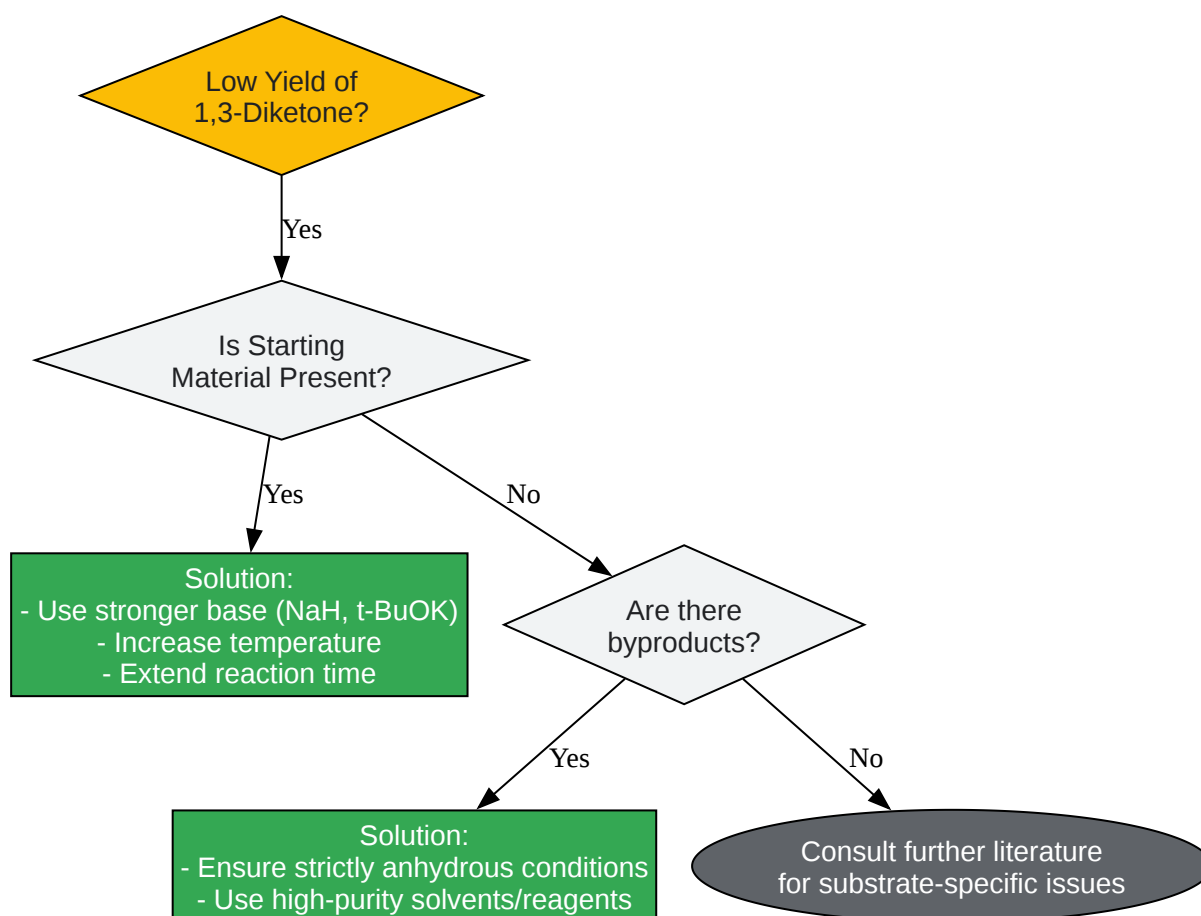 Low Yield of
1,3-Diketone?
Yes
Is Starting
Material Present?
Yes
No
Solution:
- Use stronger base (NaH, t-BuOK)
- Increase temperature
- Extend reaction time
Are there
byproducts?
Yes
No
Solution:
- Ensure strictly anhydrous conditions
- Use high-purity solvents/reagents
Consult further literature
for substrate-specific issues